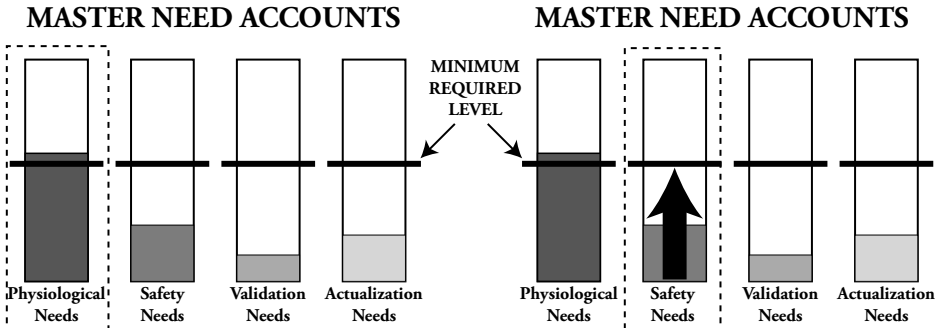 MASTER NEED ACCOUNTS
MASTER NEED ACCOUNTS
MINIMUM
REQUIRED
LEVEL
Physiological
Needs
Safety
Needs
Validation
Needs
Actualization
Needs
Physiological
Needs
Safety
Needs
Validation
Needs
Actualization
Needs